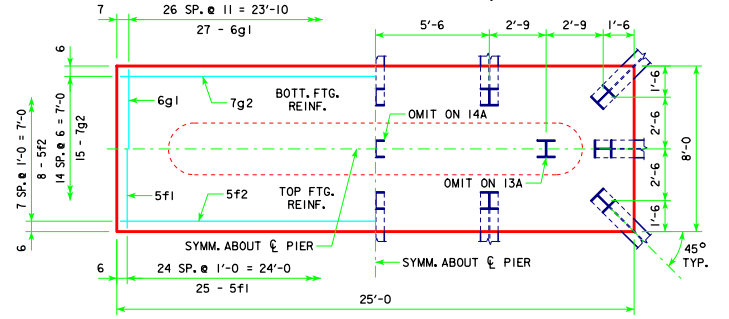 7
26 SP. @ 11 = 23'-10
27 - 6g1
5'-6
2'-9
2'-9
1'-6
6
7 SP. @ 1'-0 = 7'-0
8 - 5f2
14 SP. @ 6 = 7'-0
15 - 7g2
6
6g1
7g2
BOTT. FTG.
REINF.
OMIT ON 14A
OMIT ON 13A
5f1
5f2
TOP FTG.
REINF.
SYMM. ABOUT ℄ PIER
SYMM. ABOUT ℄ PIER
1'-6
2'-6
2'-6
1'-6
8'-0
45°
TYP.
6
24 SP. @ 1'-0 = 24'-0
25 - 5f1
25'-0